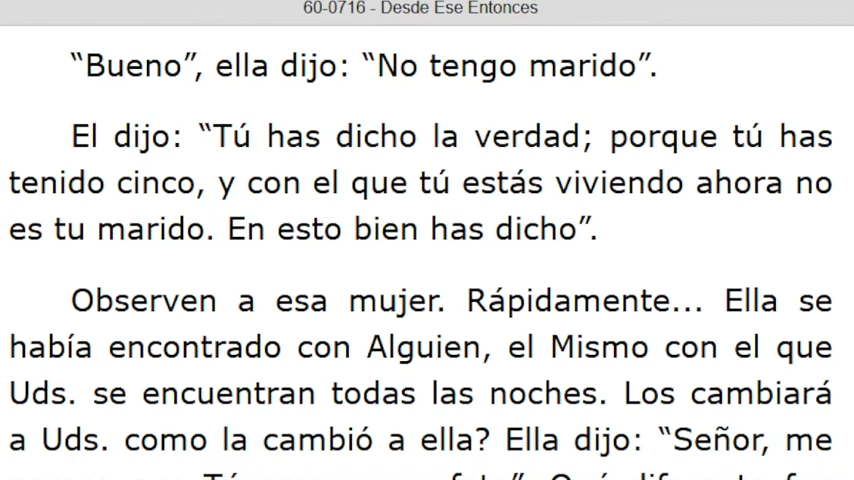 60-0716 - Desde Ese Entonces
“Bueno”, ella dijo: “No tengo marido”.
El dijo: “Tú has dicho la verdad; porque tú has
tenido cinco, y con el que tú estás viviendo ahora no
es tu marido. En esto bien has dicho”.
Observen a esa mujer. Rápidamente... Ella se
había encontrado con Alguien, el Mismo con el que
Uds. se encuentran todas las noches. Los cambiará
a Uds. como la cambió a ella? Ella dijo: “Señor, me